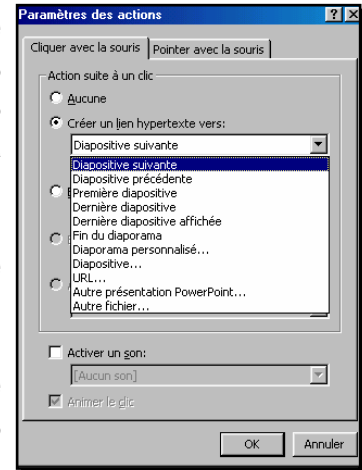 Paramètres des actions
Cliquer avec la souris Pointer avec la souris
Action suite à un clic
Aucune
Créer un lien hypertexte vers:
Diapositive suivante
Diapositive suivante
Diapositive précédente
Première diapositive
Dernière diapositive
Dernière diapositive affichée
Fin du diaporama
Diaporama personnalisé...
Diapositive...
URL...
Autre présentation PowerPoint...
Autre fichier...
Activer un son:
[Aucun son]
Animer le clic
OK Annuler